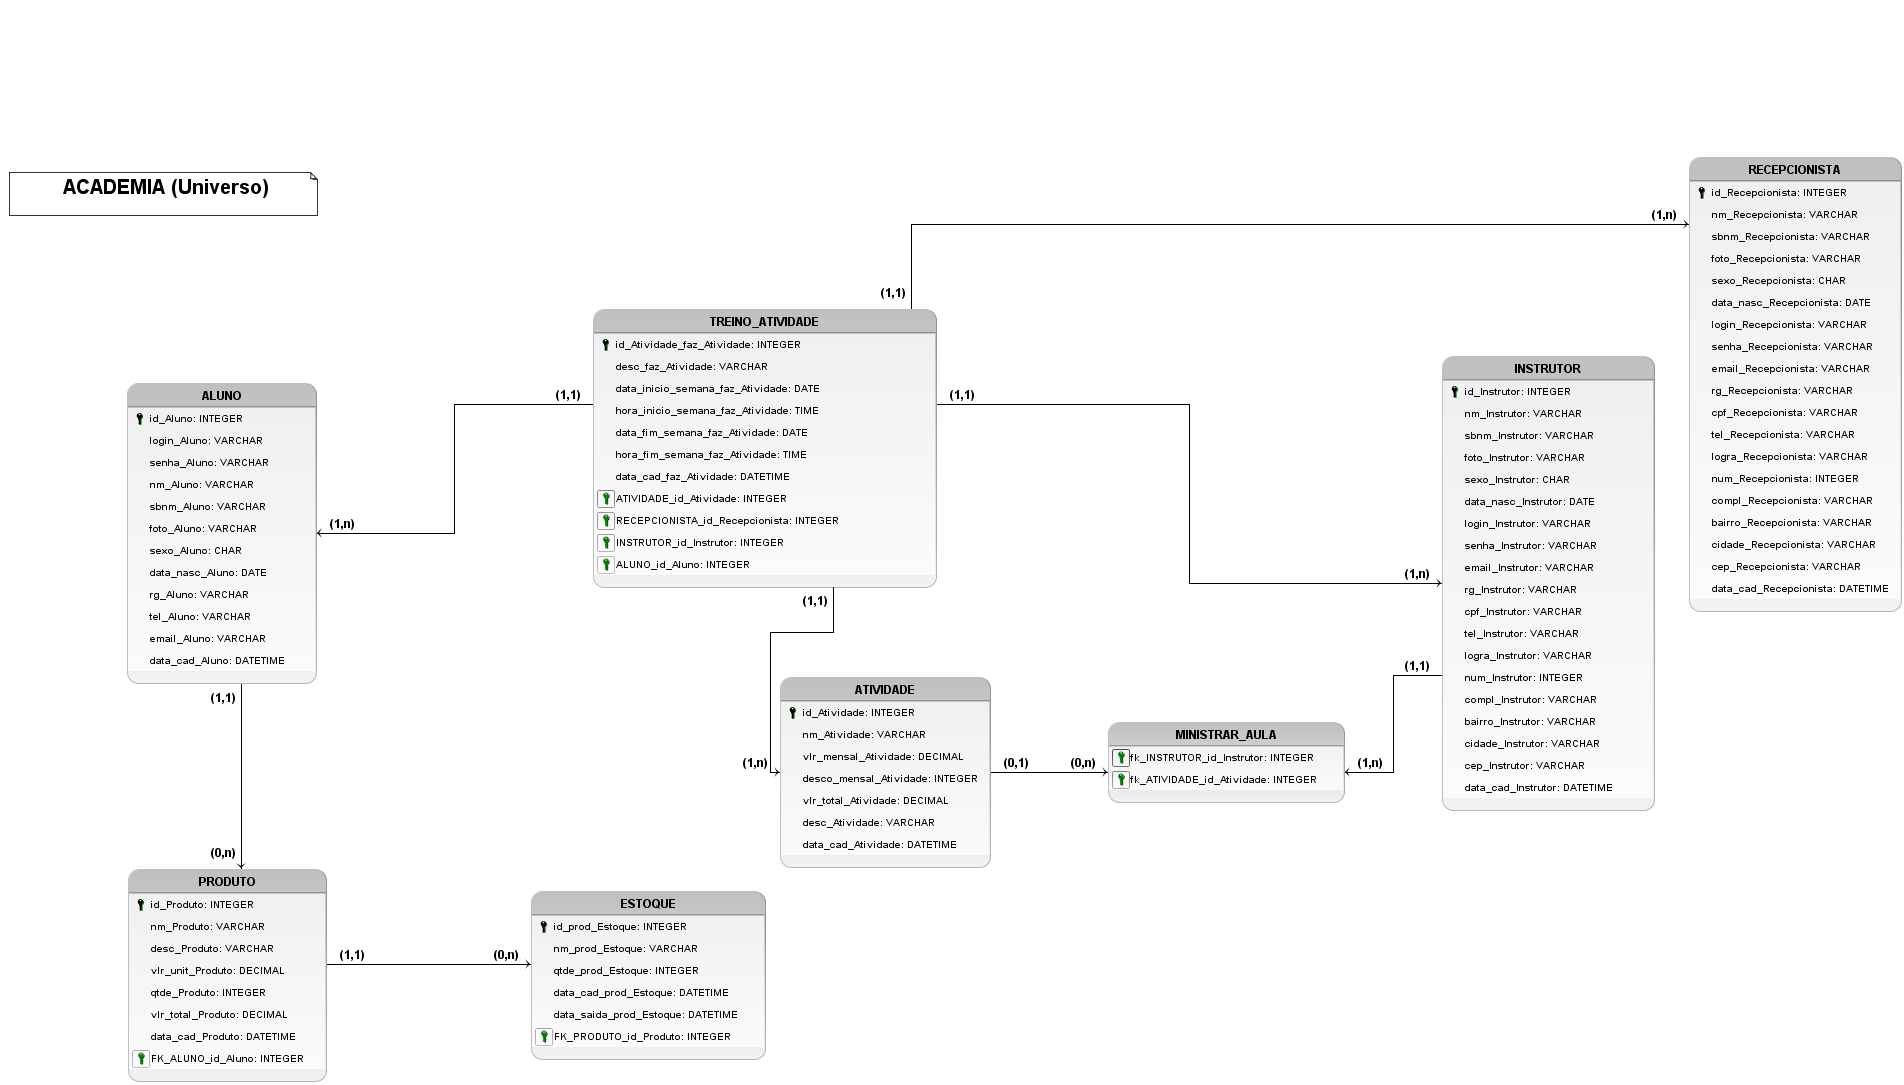 ACADEMIA (Universo)
RECEPCIONISTA
id_Recepcionista: INTEGER
nm_Recepcionista: VARCHAR
sbnm_Recepcionista: VARCHAR
foto_Recepcionista: VARCHAR
sexo_Recepcionista: CHAR
data_nasc_Recepcionista: DATE
login_Recepcionista: VARCHAR
senha_Recepcionista: VARCHAR
email_Recepcionista: VARCHAR
rg_Recepcionista: VARCHAR
cpf_Recepcionista: VARCHAR
tel_Recepcionista: VARCHAR
logra_Recepcionista: VARCHAR
num_Recepcionista: INTEGER
compl_Recepcionista: VARCHAR
bairro_Recepcionista: VARCHAR
cidade_Recepcionista: VARCHAR
cep_Recepcionista: VARCHAR
data_cad_Recepcionista: DATETIME
(1,n)
(1,1)
TREINO_ATIVIDADE
id_Atividade_faz_Atividade: INTEGER
desc_faz_Atividade: VARCHAR
data_inicio_semana_faz_Atividade: DATE
hora_inicio_semana_faz_Atividade: TIME
data_fim_semana_faz_Atividade: DATE
hora_fim_semana_faz_Atividade: TIME
data_cad_faz_Atividade: DATETIME
ATIVIDADE_id_Atividade: INTEGER
RECEPCIONISTA_id_Recepcionista: INTEGER
INSTRUTOR_id_Instrutor: INTEGER
ALUNO_id_Aluno: INTEGER
(1,1)
(1,n)
(1,1)
(1,n)
(1,1)
(1,n)
ALUNO
id_Aluno: INTEGER
login_Aluno: VARCHAR
senha_Aluno: VARCHAR
nm_Aluno: VARCHAR
sbnm_Aluno: VARCHAR
foto_Aluno: VARCHAR
sexo_Aluno: CHAR
data_nasc_Aluno: DATE
rg_Aluno: VARCHAR
tel_Aluno: VARCHAR
email_Aluno: VARCHAR
data_cad_Aluno: DATETIME
INSTRUTOR
id_Instrutor: INTEGER
nm_Instrutor: VARCHAR
sbnm_Instrutor: VARCHAR
foto_Instrutor: VARCHAR
sexo_Instrutor: CHAR
data_nasc_Instrutor: DATE
login_Instrutor: VARCHAR
senha_Instrutor: VARCHAR
email_Instrutor: VARCHAR
rg_Instrutor: VARCHAR
cpf_Instrutor: VARCHAR
tel_Instrutor: VARCHAR
logra_Instrutor: VARCHAR
num_Instrutor: INTEGER
compl_Instrutor: VARCHAR
bairro_Instrutor: VARCHAR
cidade_Instrutor: VARCHAR
cep_Instrutor: VARCHAR
data_cad_Instrutor: DATETIME
(1,1)
(1,n)
ATIVIDADE
id_Atividade: INTEGER
nm_Atividade: VARCHAR
vlr_mensal_Atividade: DECIMAL
desco_mensal_Atividade: INTEGER
vlr_total_Atividade: DECIMAL
desc_Atividade: VARCHAR
data_cad_Atividade: DATETIME
(0,1)
(0,n)
MINISTRAR_AULA
fk_INSTRUTOR_id_Instrutor: INTEGER
fk_ATIVIDADE_id_Atividade: INTEGER
(1,1)
(0,n)
PRODUTO
id_Produto: INTEGER
nm_Produto: VARCHAR
desc_Produto: VARCHAR
vlr_unit_Produto: DECIMAL
qtde_Produto: INTEGER
vlr_total_Produto: DECIMAL
data_cad_Produto: DATETIME
FK_ALUNO_id_Aluno: INTEGER
(1,1)
(0,n)
ESTOQUE
id_prod_Estoque: INTEGER
nm_prod_Estoque: VARCHAR
qtde_prod_Estoque: INTEGER
data_cad_prod_Estoque: DATETIME
data_saida_prod_Estoque: DATETIME
FK_PRODUTO_id_Produto: INTEGER